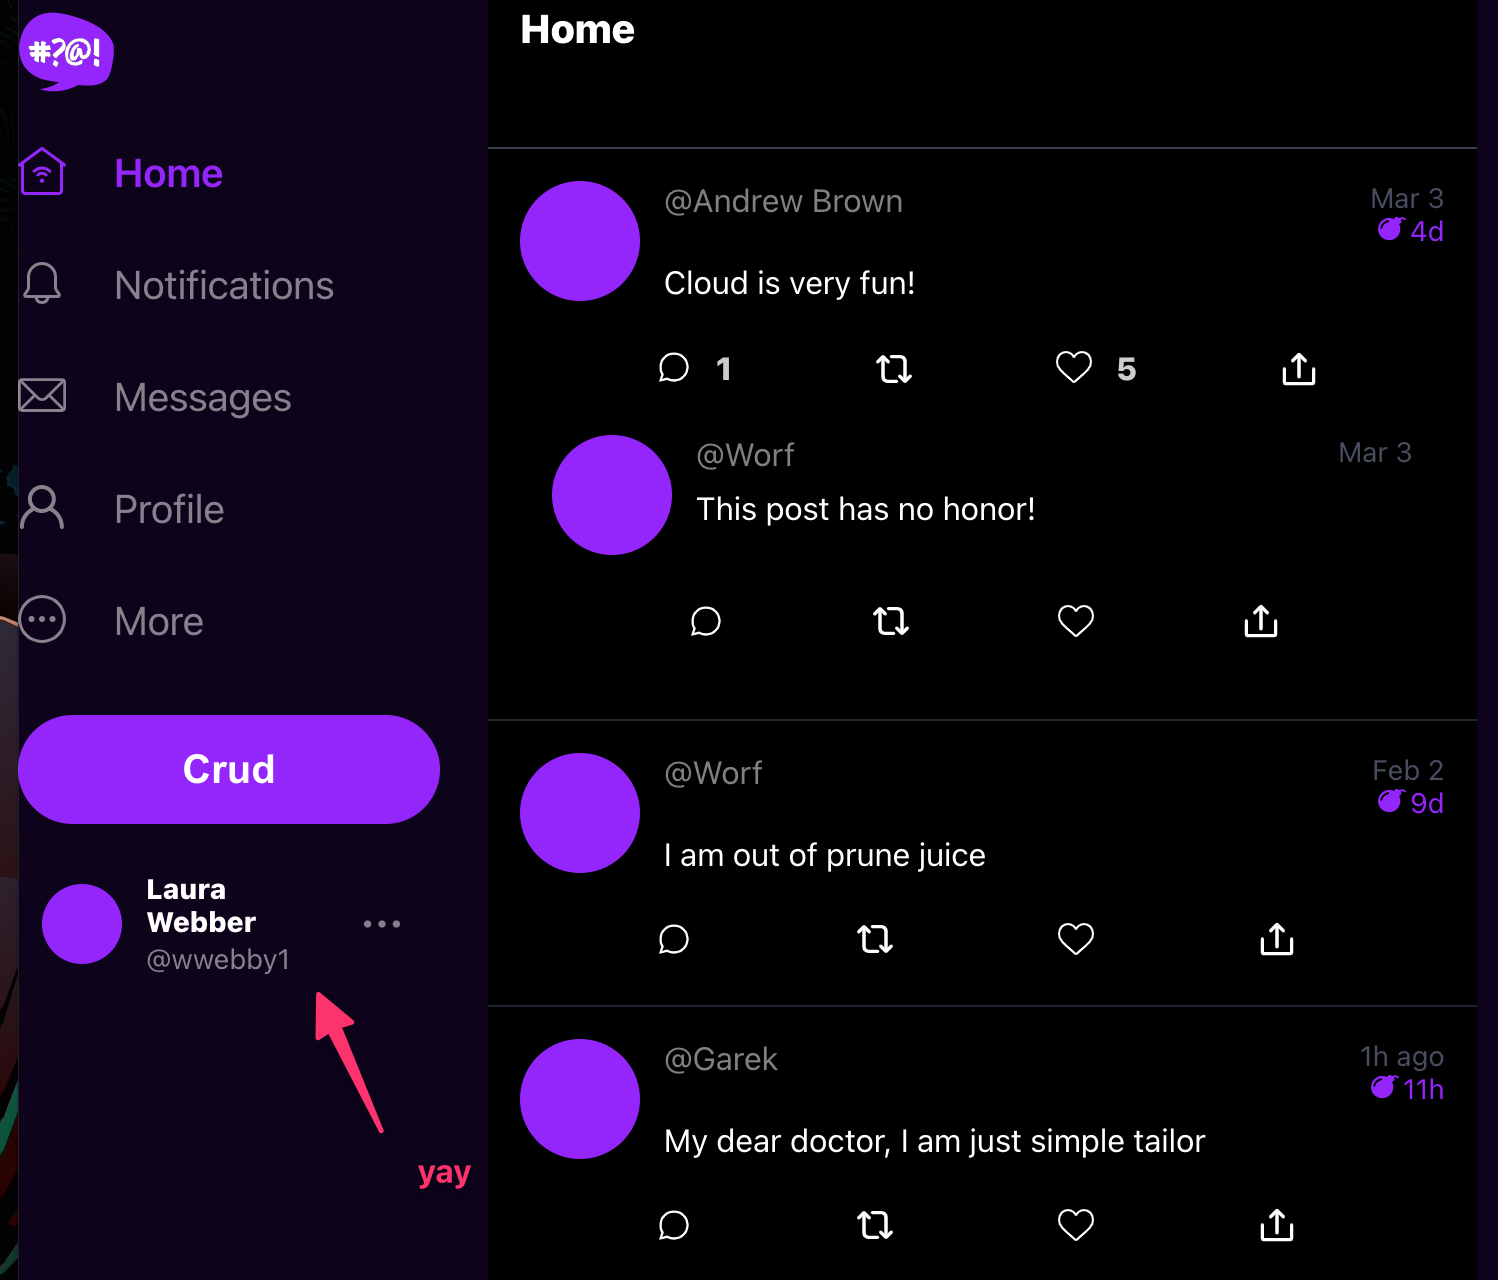 #?@!
Home
Notifications
Messages
Profile
More
Crud
Laura
Webber
@wwebby1
yay
Home
@Andrew Brown
Mar 3
4d
Cloud is very fun!
1
5
@Worf
Mar 3
This post has no honor!
@Worf
Feb 2
9d
I am out of prune juice
@Garek
1h ago
11h
My dear doctor, I am just simple tailor